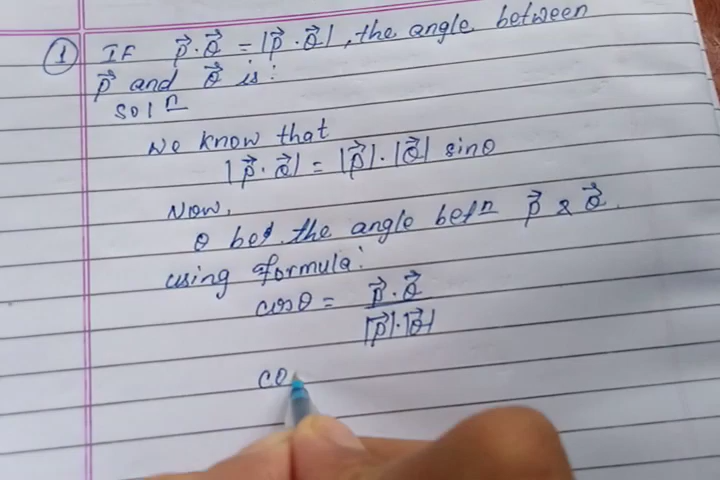 ① IF P⃗.Q⃗ = |P⃗.Q⃗|, the angle between
P⃗ and Q⃗ is:
solⁿ
We know that
|P⃗.Q⃗| = |P⃗|.|Q⃗| sinθ
Now,
θ be the angle betⁿ P⃗ & Q⃗.
using formula:
cosθ = P⃗.Q⃗ / |P⃗|.|Q⃗|
co